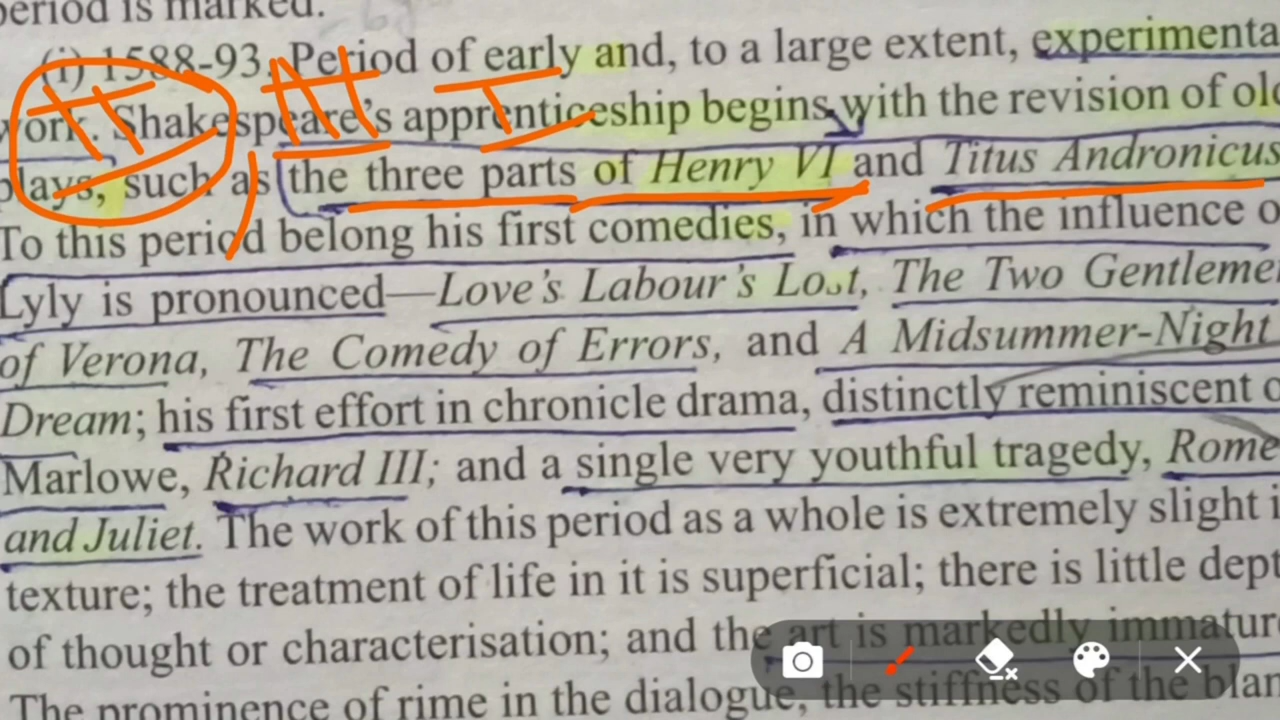 period is marked.
(i) 1588-93. Period of early and, to a large extent, experimenta
work. Shakespeare's apprenticeship begins with the revision of old
plays, such as the three parts of Henry VI and Titus Andronicus
To this period belong his first comedies, in which the influence o
Lyly is pronounced—Love's Labour's Lost, The Two Gentleme
of Verona, The Comedy of Errors, and A Midsummer-Night
Dream; his first effort in chronicle drama, distinctly reminiscent o
Marlowe, Richard III; and a single very youthful tragedy, Rome
and Juliet. The work of this period as a whole is extremely slight i
texture; the treatment of life in it is superficial; there is little dept
of thought or characterisation; and the art is markedly immatur
The prominence of rime in the dialogue, the stiffness of the blan
II III I